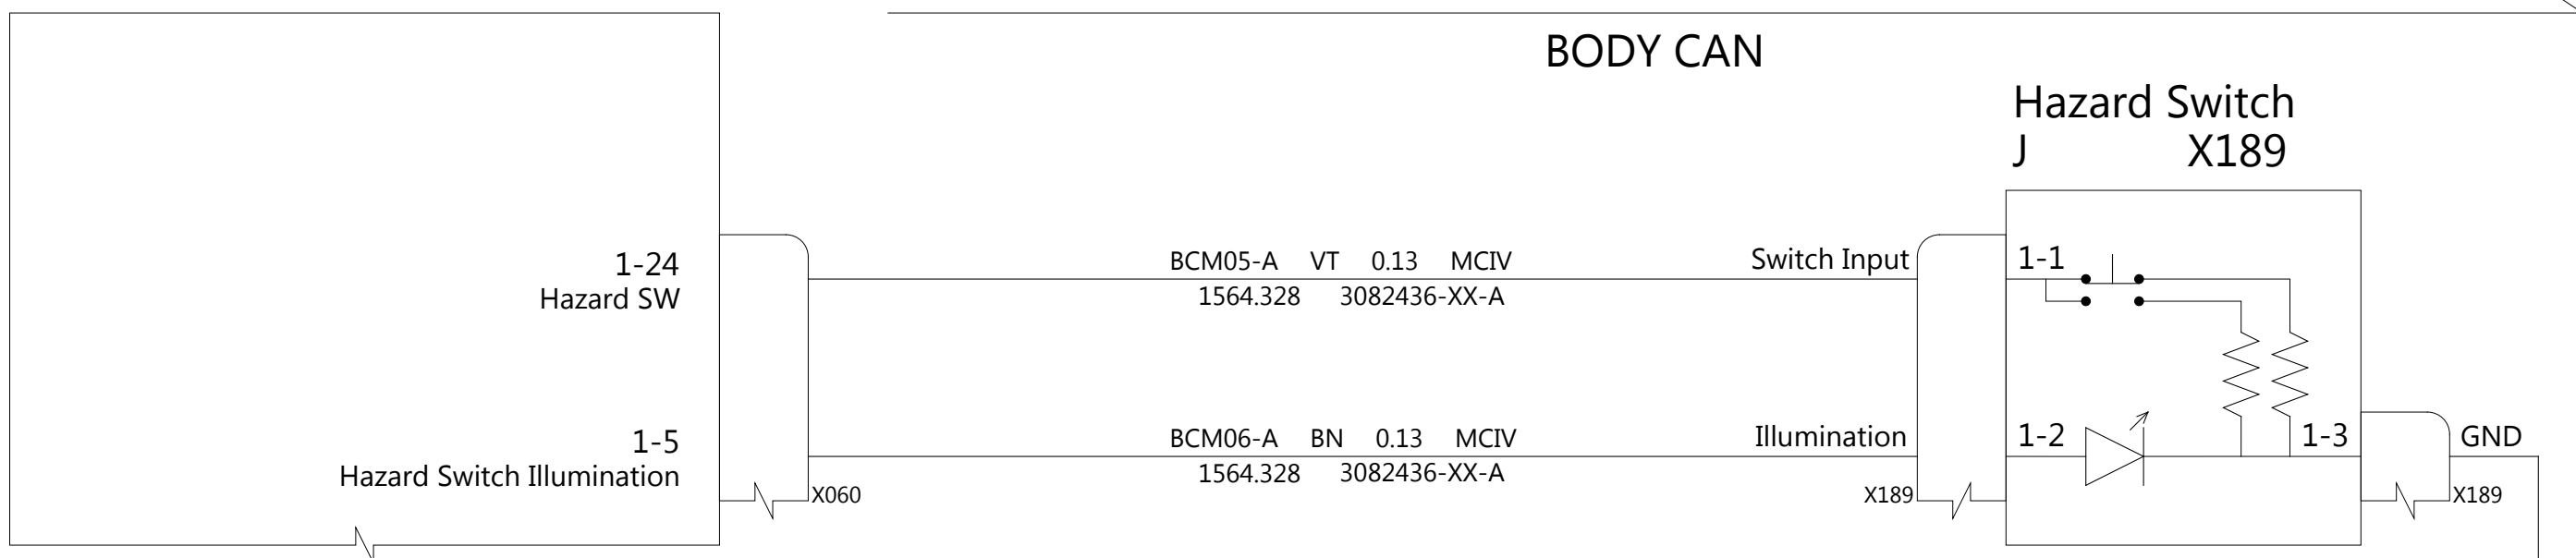 BODY CAN
Hazard Switch
J X189
1-24
Hazard SW
BCM05-A VT 0.13 MCIV
1564.328 3082436-XX-A
Switch Input
1-1
1-5
Hazard Switch Illumination
BCM06-A BN 0.13 MCIV
1564.328 3082436-XX-A
Illumination
1-2
1-3
GND
X060
X189
X189